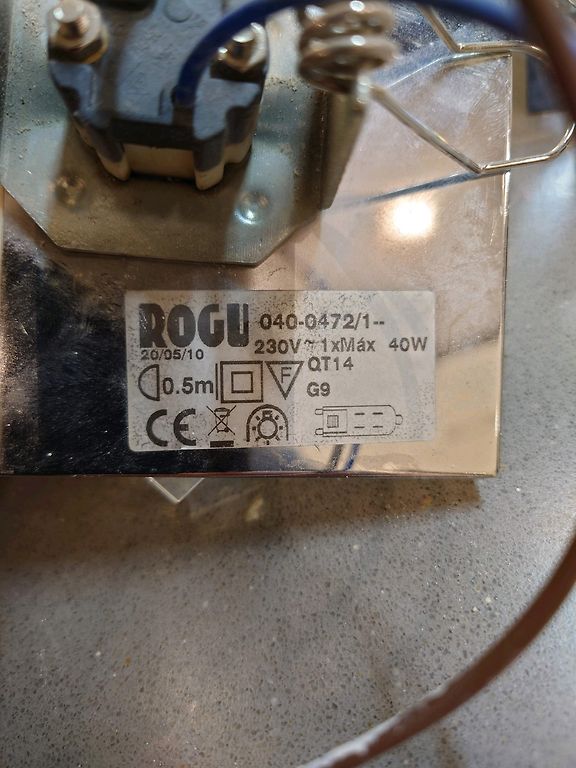 ROGU 040-0472/1--
20/05/10 230V~1xMáx 40W
0.5m F QT14
G9
CE